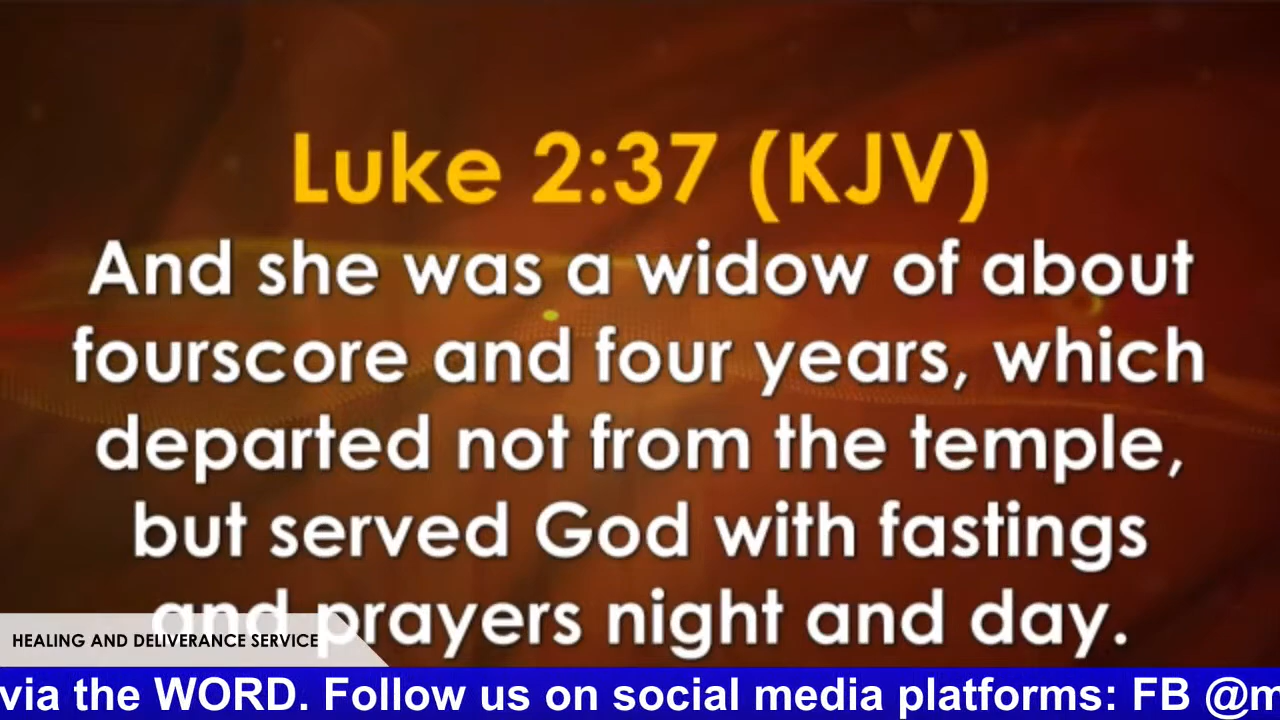 Luke 2:37 (KJV)
And she was a widow of about
fourscore and four years, which
departed not from the temple,
but served God with fastings
and prayers night and day.
HEALING AND DELIVERANCE SERVICE
via the WORD. Follow us on social media platforms: FB @m